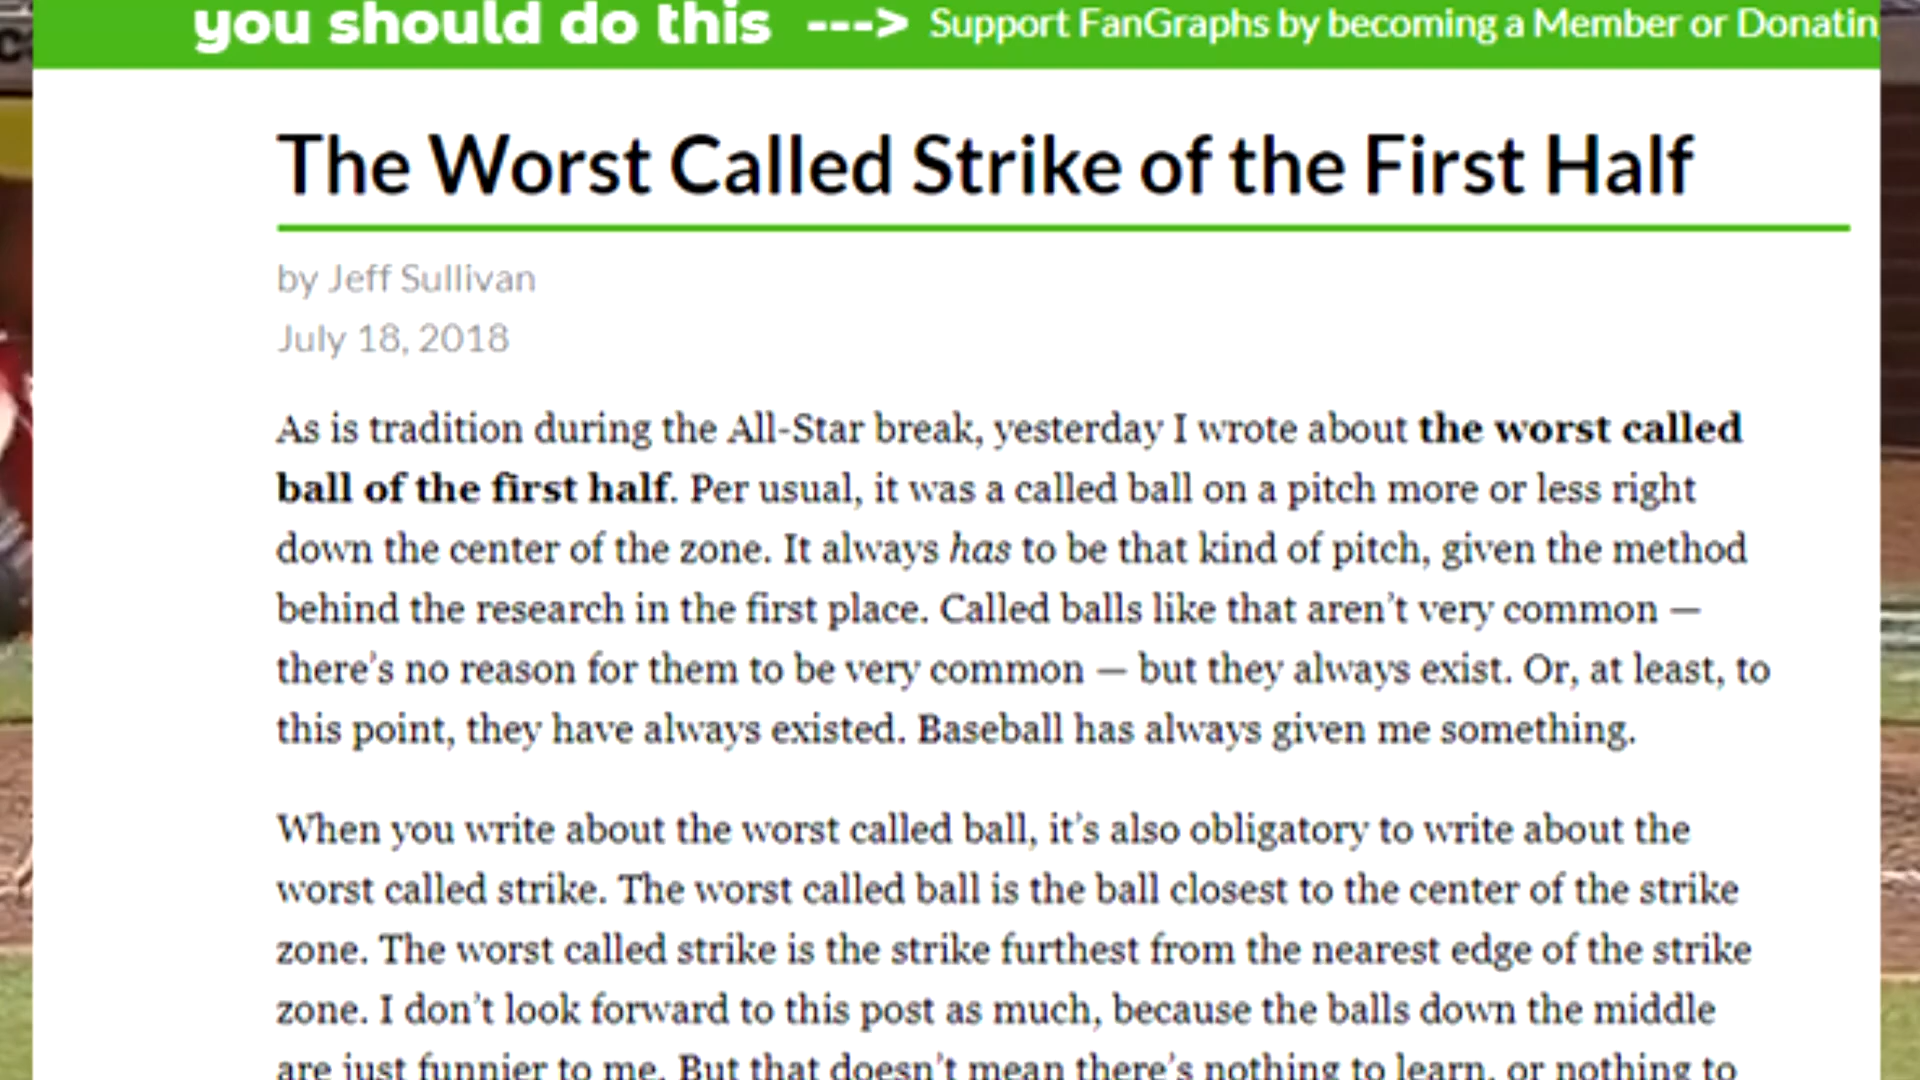 you should do this ---> Support FanGraphs by becoming a Member or Donatin
The Worst Called Strike of the First Half
by Jeff Sullivan
July 18, 2018
As is tradition during the All-Star break, yesterday I wrote about the worst called
ball of the first half. Per usual, it was a called ball on a pitch more or less right
down the center of the zone. It always has to be that kind of pitch, given the method
behind the research in the first place. Called balls like that aren’t very common —
there’s no reason for them to be very common — but they always exist. Or, at least, to
this point, they have always existed. Baseball has always given me something.
When you write about the worst called ball, it’s also obligatory to write about the
worst called strike. The worst called ball is the ball closest to the center of the strike
zone. The worst called strike is the strike furthest from the nearest edge of the strike
zone. I don’t look forward to this post as much, because the balls down the middle
are just funnier to me. But that doesn’t mean there’s nothing to learn, or nothing to